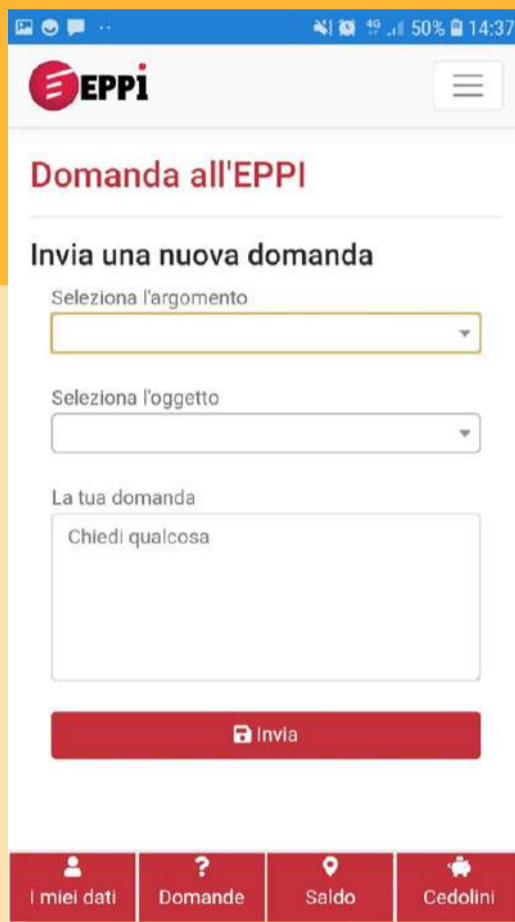 4G 50% 14:37
EPPI
Domanda all'EPPI
Invia una nuova domanda
Seleziona l'argomento
Seleziona l'oggetto
La tua domanda
Chiedi qualcosa
Invia
? 
I miei dati Domande Saldo Cedolini